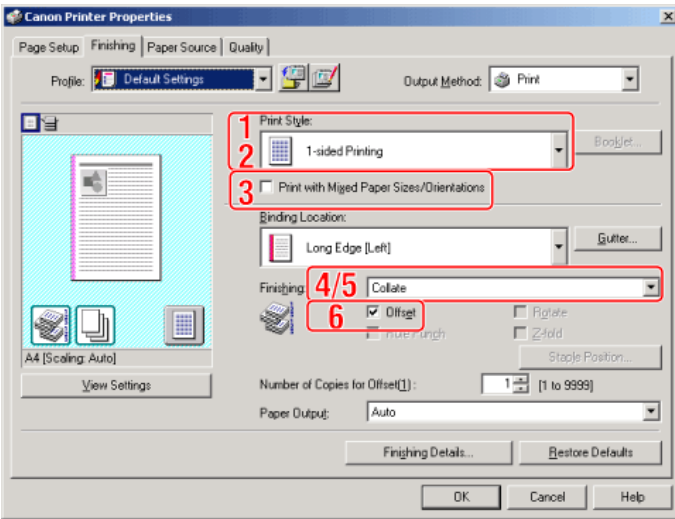 Canon Printer Properties
Page Setup Finishing Paper Source Quality
Profile: Default Settings Output Method: Print
1 Print Style:
2 1-sided Printing Booklet...
3 Print with Mixed Paper Sizes/Orientations
Binding Location:
Long Edge [Left] Gutter...
Finishing: 4/5 Collate
6 Offset Rotate
Hole Punch Z-fold
A4 [Scaling: Auto] Staple Position...
View Settings Number of Copies for Offset(1): 1 [1 to 9999]
Paper Output: Auto
Finishing Details... Restore Defaults
OK Cancel Help